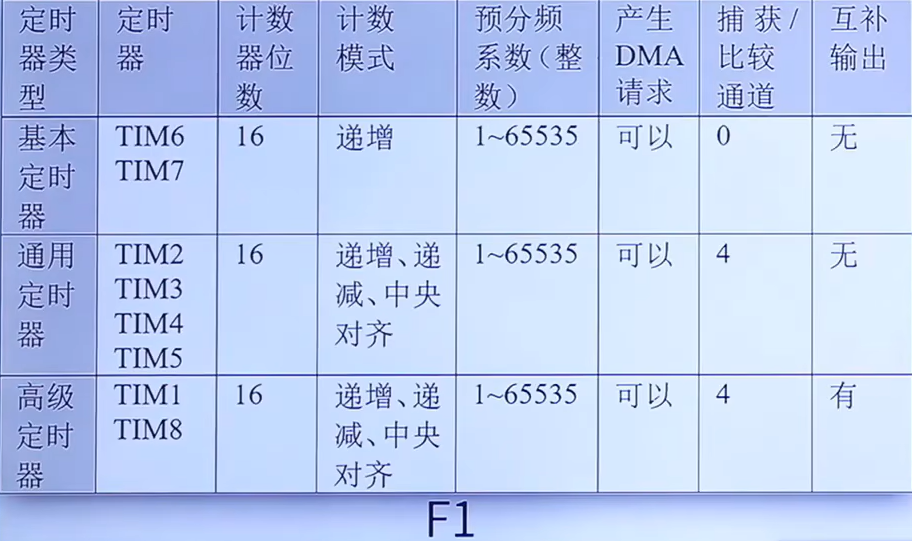 定时器类型 定时器 计数器位数 计数模式 预分频系数（整数） 产生DMA请求 捕获/比较通道 互补输出
基本定时器 TIM6 TIM7 16 递增 1~65535 可以 0 无
通用定时器 TIM2 TIM3 TIM4 TIM5 16 递增、递减、中央对齐 1~65535 可以 4 无
高级定时器 TIM1 TIM8 16 递增、递减、中央对齐 1~65535 可以 4 有
F1